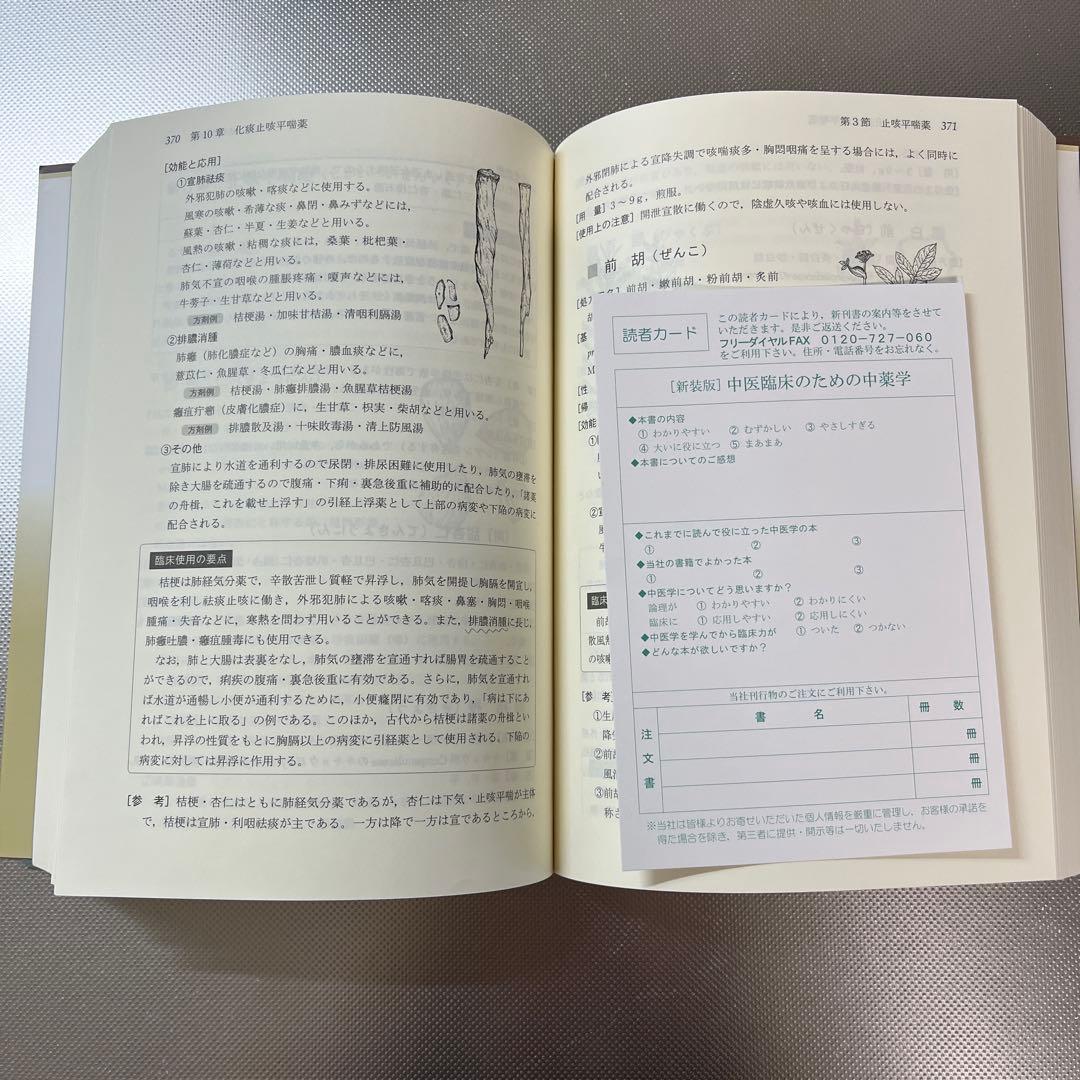 370 第10章 化痰止咳平喘薬
[効能と応用]
①宣肺祛痰
外邪犯肺の咳嗽・喀痰などに使用する。
風寒の咳嗽・希薄な痰・鼻閉・鼻みずなどには，
蘇葉・杏仁・半夏・生姜などと用いる。
風熱の咳嗽・粘稠な痰には，桑葉・枇杷葉・
杏仁・薄荷などと用いる。
肺気不宣の咽喉の腫脹疼痛・嗄声などには，
牛蒡子・生甘草などと用いる。
方剤例 桔梗湯・加味甘桔湯・清咽利膈湯
②排膿消腫
肺癰（肺化膿症など）の胸痛・膿血痰などに，
薏苡仁・魚腥草・冬瓜仁などと用いる。
方剤例 桔梗湯・肺癰排膿湯・魚腥草桔梗湯
癰疽疔癤（皮膚化膿症）に，生甘草・枳実・柴胡などと用いる。
方剤例 排膿散及湯・十味敗毒湯・清上防風湯
③その他
宣肺により水道を通利するので尿閉・排尿困難に使用したり，肺気の壅滞を
除き大腸を疏通するので腹痛・下痢・裏急後重に補助的に配合したり，「諸薬
の舟楫，これを載せ上浮す」の引経上浮薬として上部の病変や下陥の病変に
配合される。
臨床使用の要点
桔梗は肺経気分薬で，辛散苦泄し質軽で昇浮し，肺気を開提し胸膈を開宣し，
咽喉を利し祛痰止咳に働き，外邪犯肺による咳嗽・喀痰・鼻塞・胸悶・咽喉
腫痛・失音などに，寒熱を問わず用いることができる。また，排膿消腫に長じ，
肺癰吐膿・癰疽腫毒にも使用できる。
なお，肺と大腸は表裏をなし，肺気の壅滞を宣通すれば腸胃を疏通すること
ができるので，痢疾の腹痛・裏急後重に有効である。さらに，肺気を宣通すれ
ば水道が通暢し小便が通利するために，小便癃閉に有効であり，「病は下にあ
ればこれを上に取る」の例である。このほか，古代から桔梗は諸薬の舟楫とい
われ，昇浮の性質をもとに胸膈以上の病変に引経薬として使用される。下陥の
病変に対しては昇浮に作用する。
[参 考] 桔梗・杏仁はともに肺経気分薬であるが，杏仁は下気・止咳平喘が主体
で，桔梗は宣肺・利咽祛痰が主である。一方は降で一方は宣であるところから，
第3節 止咳平喘薬 371
外邪閉肺による宣降失調で咳喘痰多・胸悶咽痛を呈する場合には，よく同時に
配合される。
[用 量] 3～9g，煎服。
[使用上の注意] 開泄宣散に働くので，陰虚久咳や咳血には使用しない。
前 胡（ぜんこ）
前胡・嫩前胡・粉前胡・炙前
[効能
[参 考]
①生
降
②前
風
③前
称さ
読者カード
この読者カードにより，新刊書の案内等をさせて
いただきます。是非ご返送ください。
フリーダイヤルFAX 0120-727-060
をご利用下さい。住所・電話番号をお忘れなく。
［新装版］中医臨床のための中薬学
◆本書の内容
① わかりやすい ② むずかしい ③ やさしすぎる
④ 大いに役に立つ ⑤ まあまあ
◆本書についてのご感想
◆これまでに読んで役に立った中医学の本
① ② ③
◆当社の書籍でよかった本
① ② ③
◆中医学についてどう思いますか？
論理が ① わかりやすい ② わかりにくい
臨床に ① 応用しやすい ② 応用しにくい
◆中医学を学んでから臨床力が ① ついた ② つかない
◆どんな本が欲しいですか？
当社刊行物のご注文にご利用下さい。
注文書
書 名 冊 数
冊
冊
冊
※当社は皆様よりお寄せいただいた個人情報を厳重に管理し，お客様の承諾を
得た場合を除き，第三者に提供・開示等は一切いたしません。